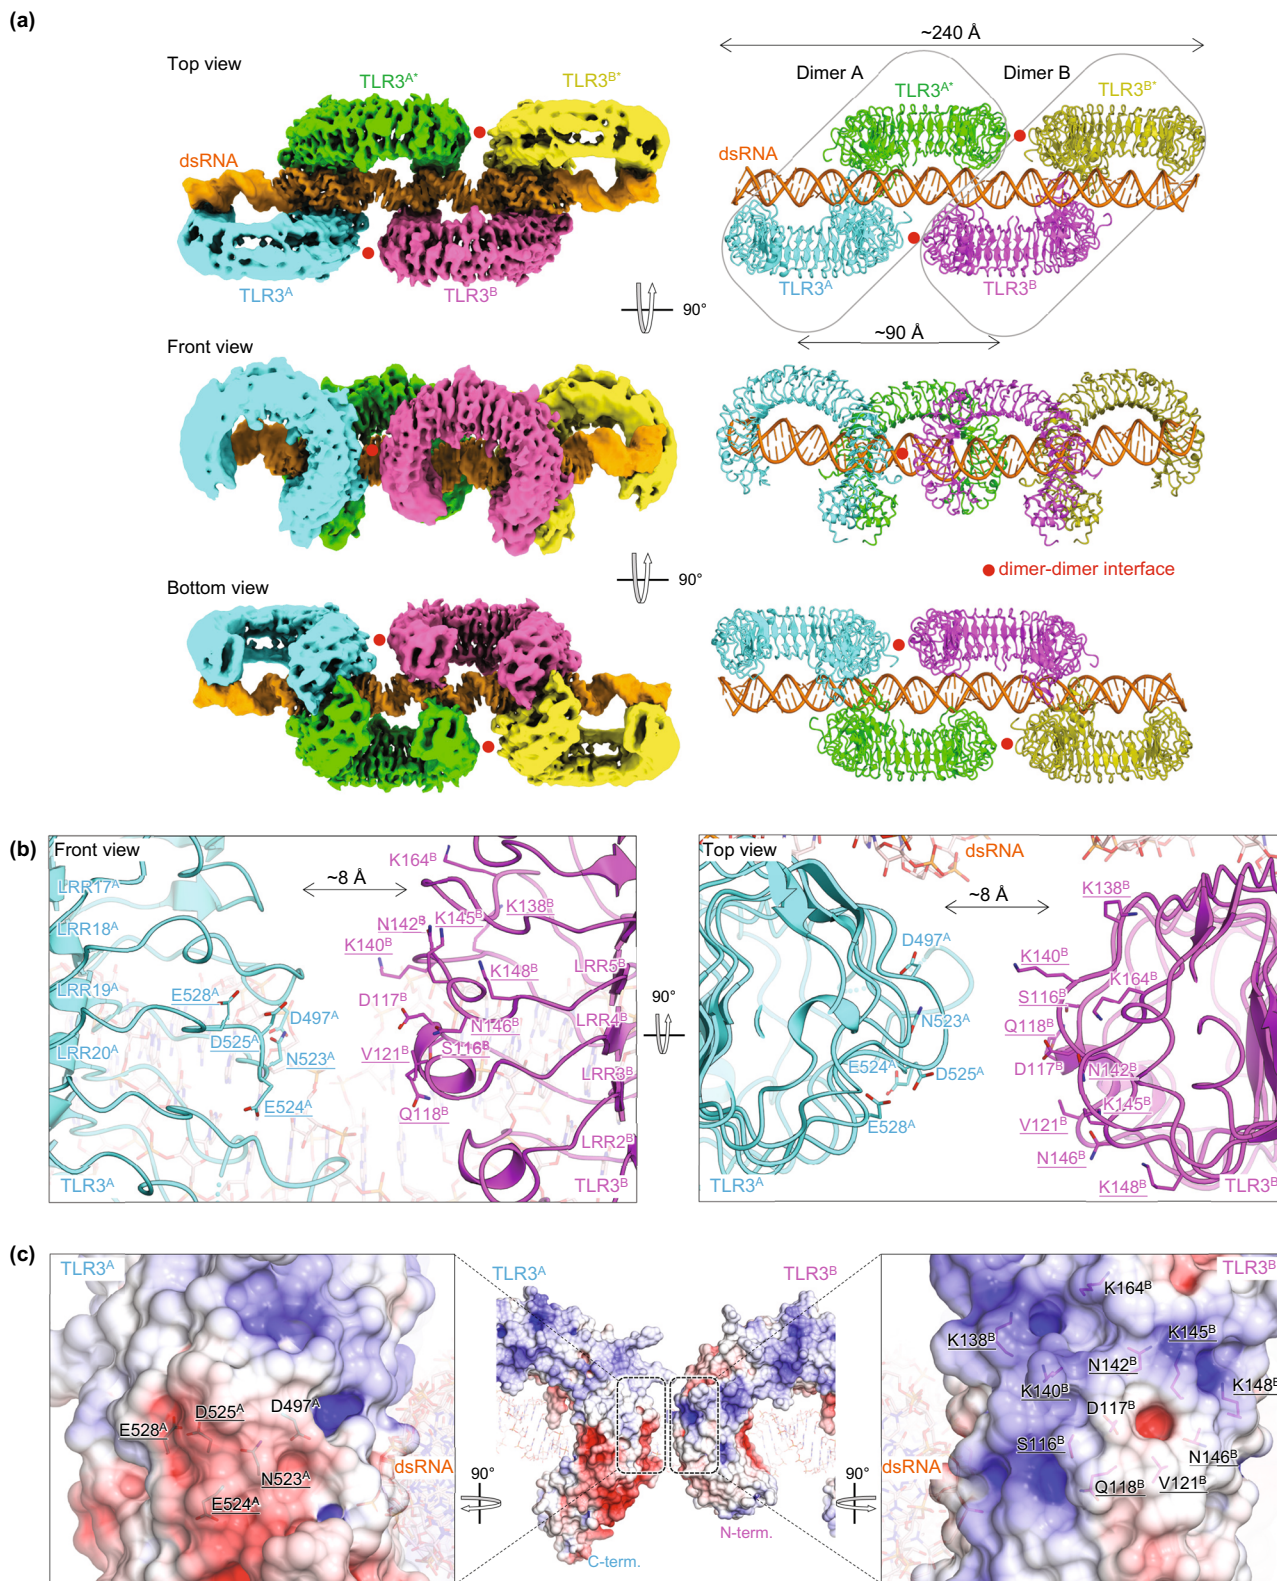 (a)
Top view
TLR3A*
TLR3B*
dsRNA
TLR3A
TLR3B
~240 Å
Dimer A
Dimer B
TLR3A*
TLR3B*
dsRNA
TLR3A
TLR3B
90°
~90 Å
Front view
90°
dimer-dimer interface
Bottom view
(b)
Front view
LRR17A
LRR18A
LRR19A
LRR20A
TLR3A
~8 Å
E528A
D497A
D525A
N523A
E524A
K164B
K138B
N142B
K145B
K140B
K148B
D117B
N146B
S116B
V121B
Q118B
LRR5B
LRR4B
LRR3B
LRR2B
TLR3B
90°
Top view
dsRNA
~8 Å
D497A
N523A
E524A
D525A
E528A
TLR3A
K138B
K140B
K164B
S116B
Q118B
D117B
N142B
K145B
V121B
N146B
K148B
TLR3B
(c)
TLR3A
D497A
D525A
E528A
N523A
E524A
dsRNA
90°
TLR3A
TLR3B
N-term.
C-term.
90°
TLR3B
K164B
K138B
K145B
N142B
K140B
K148B
D117B
S116B
N146B
V121B
Q118B
dsRNA